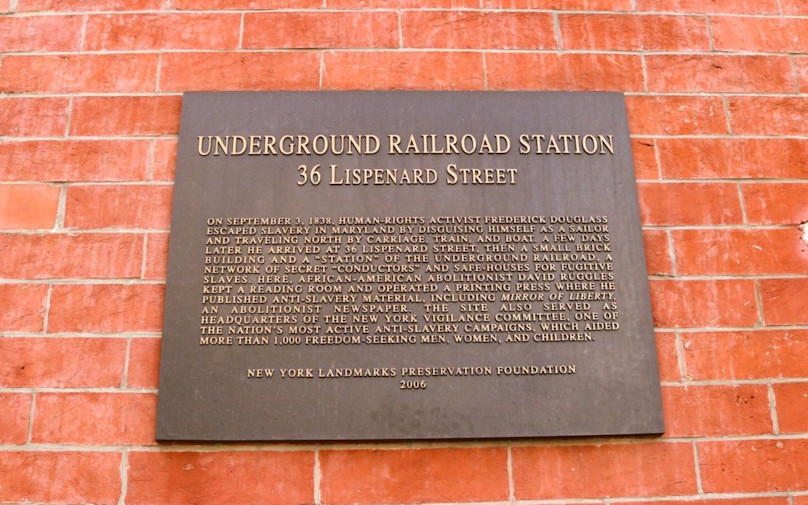 UNDERGROUND RAILROAD STATION
36 LISPENARD STREET
ON SEPTEMBER 3, 1838, HUMAN-RIGHTS ACTIVIST FREDERICK DOUGLASS
ESCAPED SLAVERY IN MARYLAND BY DISGUISING HIMSELF AS A SAILOR
AND TRAVELING NORTH BY CARRIAGE, TRAIN, AND BOAT. A FEW DAYS
LATER HE ARRIVED AT 36 LISPENARD STREET, THEN A SMALL BRICK
BUILDING AND A "STATION" OF THE UNDERGROUND RAILROAD, A
NETWORK OF SECRET "CONDUCTORS" AND SAFE-HOUSES FOR FUGITIVE
SLAVES. HERE, AFRICAN-AMERICAN ABOLITIONIST DAVID RUGGLES
KEPT A READING ROOM AND OPERATED A PRINTING PRESS WHERE HE
PUBLISHED ANTI-SLAVERY MATERIAL, INCLUDING MIRROR OF LIBERTY,
AN ABOLITIONIST NEWSPAPER. THE SITE ALSO SERVED AS
HEADQUARTERS OF THE NEW YORK VIGILANCE COMMITTEE, ONE OF
THE NATION'S MOST ACTIVE ANTI-SLAVERY CAMPAIGNS, WHICH AIDED
MORE THAN 1,000 FREEDOM-SEEKING MEN, WOMEN, AND CHILDREN.
NEW YORK LANDMARKS PRESERVATION FOUNDATION
2006